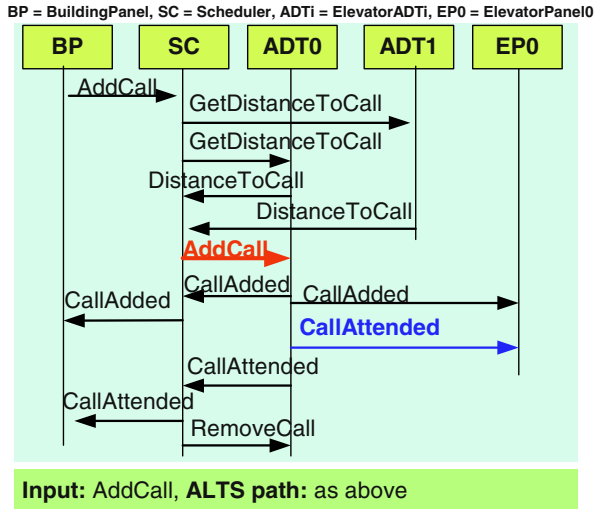 BP = BuildingPanel, SC = Scheduler, ADTi = ElevatorADTi, EP0 = ElevatorPanel0
BP SC ADT0 ADT1 EP0
AddCall
GetDistanceToCall
GetDistanceToCall
DistanceToCall
DistanceToCall
AddCall
CallAdded CallAdded
CallAdded
CallAttended
CallAttended
CallAttended
RemoveCall
Input: AddCall, ALTS path: as above